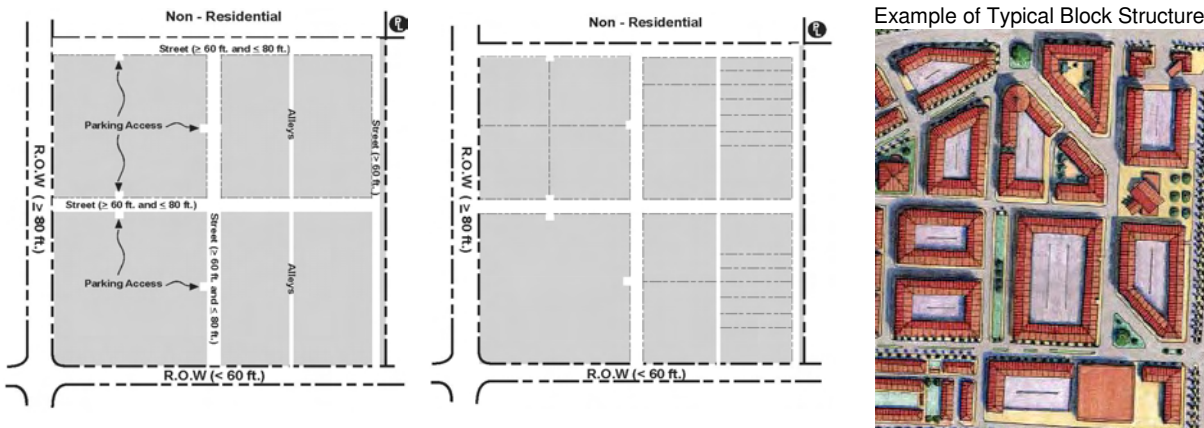 Non - Residential
PL
Street (≥ 60 ft. and ≤ 80 ft.)
Parking Access
Alleys
Street (≥ 60 ft.)
R.O.W (≥ 80 ft.)
Street (≥ 60 ft. and ≤ 80 ft.)
Street (≥ 60 ft. and ≤ 80 ft.)
Parking Access
Alleys
R.O.W (< 60 ft.)
Non - Residential
PL
R.O.W (≥ 80 ft.)
R.O.W (< 60 ft.)
Example of Typical Block Structure